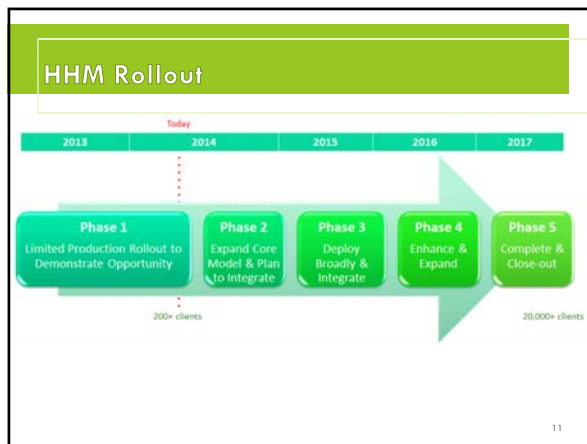 HHM Rollout
Today
2013 2014 2015 2016 2017
Phase 1
Limited Production Rollout to
Demonstrate Opportunity
Phase 2
Expand Core
Model & Plan
to Integrate
Phase 3
Deploy
Broadly &
Integrate
Phase 4
Enhance &
Expand
Phase 5
Complete &
Close-out
200+ clients
20,000+ clients
11